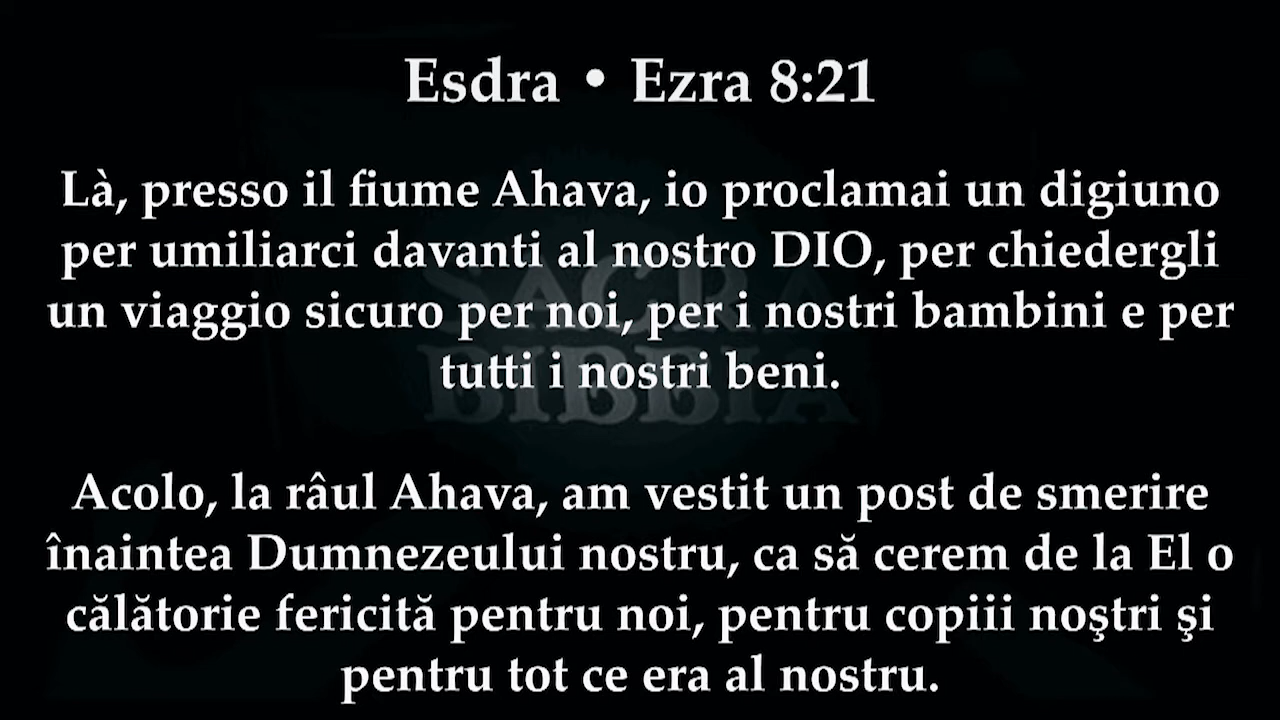 Esdra • Ezra 8:21
Là, presso il fiume Ahava, io proclamai un digiuno
per umiliarci davanti al nostro DIO, per chiedergli
un viaggio sicuro per noi, per i nostri bambini e per
tutti i nostri beni.
SACRA
BIBBIA
Acolo, la râul Ahava, am vestit un post de smerire
înaintea Dumnezeului nostru, ca să cerem de la El o
călătorie fericită pentru noi, pentru copiii noştri şi
pentru tot ce era al nostru.